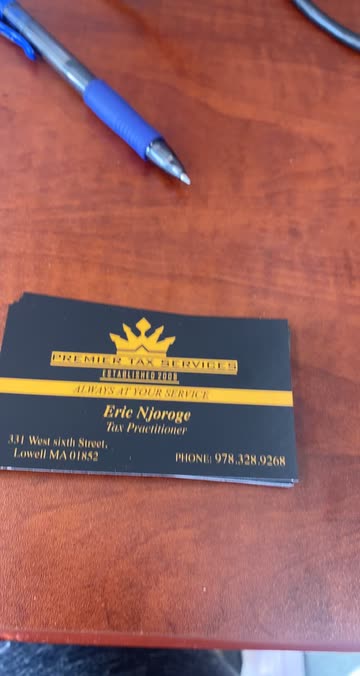 PREMIER TAX SERVICES
ESTABLISHED 2008
ALWAYS AT YOUR SERVICE
Eric Njoroge
Tax Practitioner
331 West sixth Street,
Lowell MA 01852
PHONE: 978.328.9268